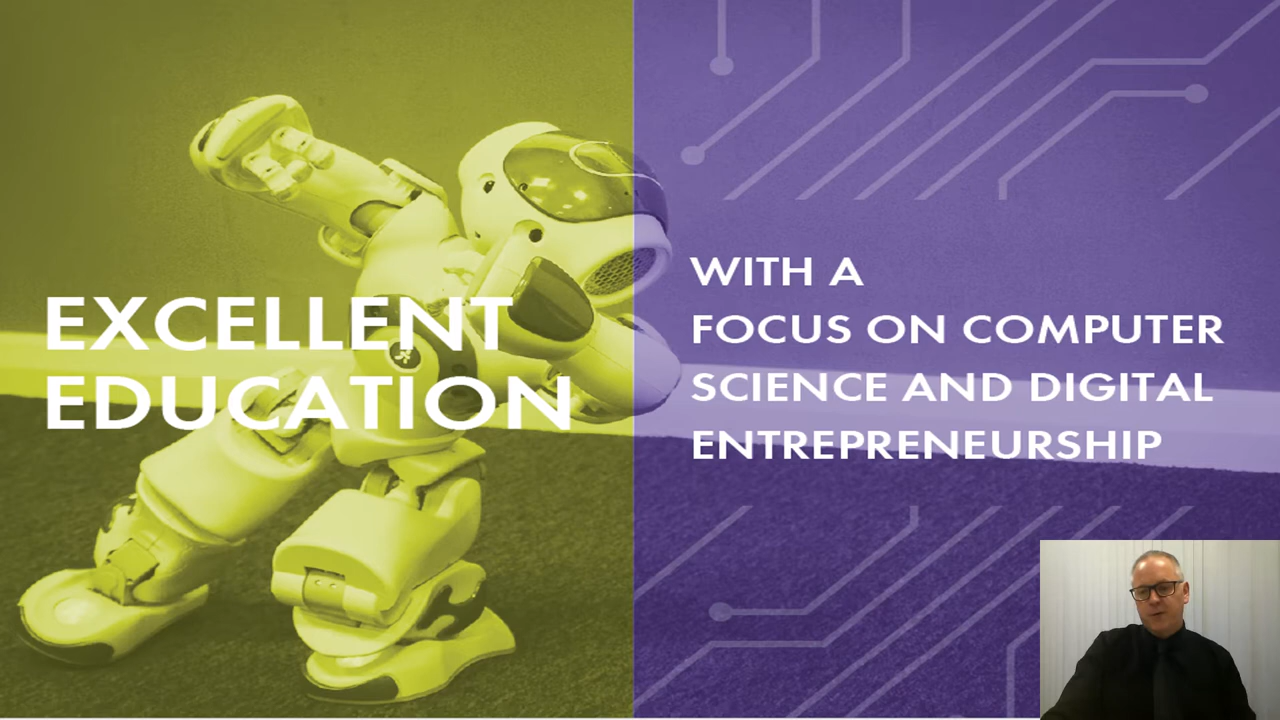 EXCELLENT
EDUCATION
WITH A
FOCUS ON COMPUTER
SCIENCE AND DIGITAL
ENTREPRENEURSHIP